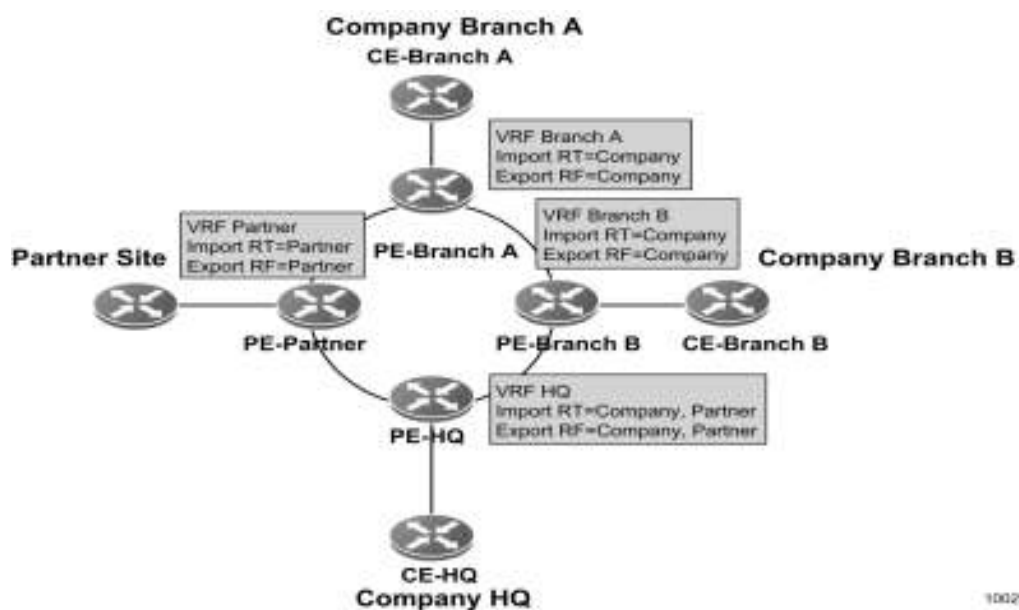 Company Branch A
CE-Branch A
VRF Branch A
Import RT=Company
Export RF=Company
VRF Partner
Import RT=Partner
Export RF=Partner
PE-Branch A
VRF Branch B
Import RT=Company
Export RF=Company
Partner Site
Company Branch B
PE-Partner
PE-Branch B
CE-Branch B
VRF HQ
Import RT=Company, Partner
Export RF=Company, Partner
PE-HQ
CE-HQ
Company HQ
1002